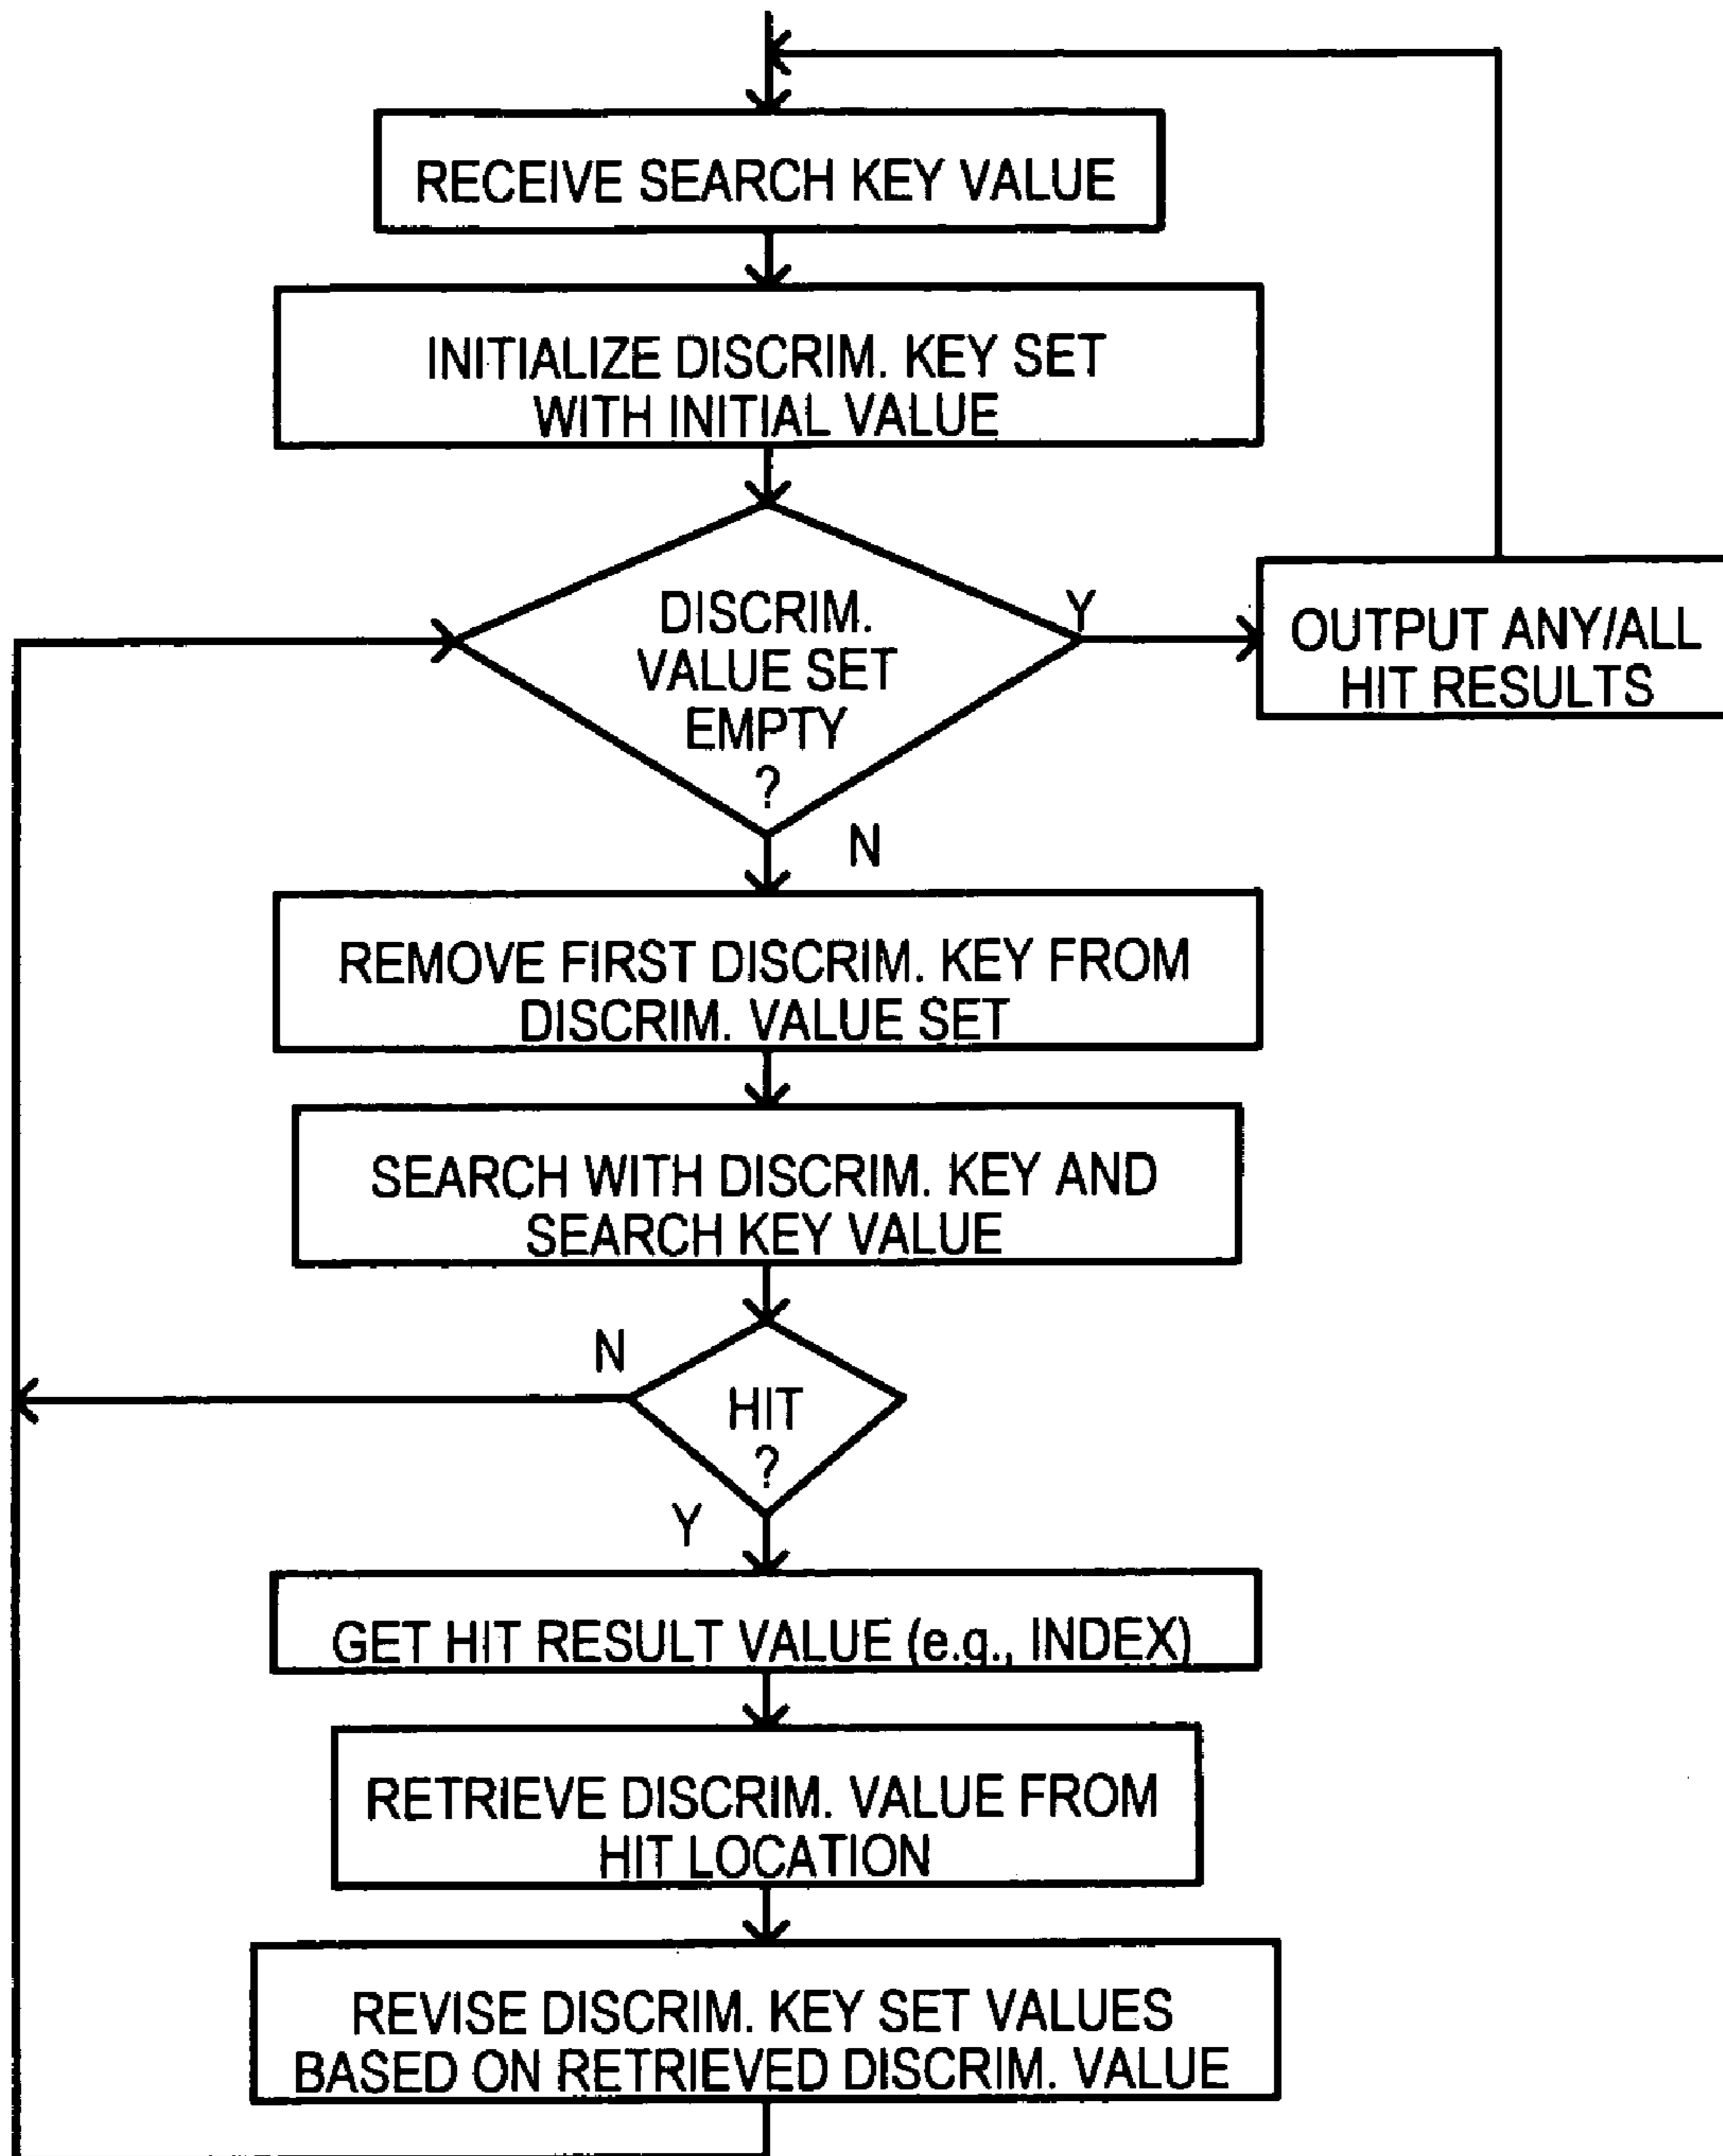 RECEIVE SEARCH KEY VALUE
INITIALIZE DISCRIM. KEY SET
WITH INITIAL VALUE
DISCRIM.
VALUE SET
EMPTY
?
Y
OUTPUT ANY/ALL
HIT RESULTS
N
REMOVE FIRST DISCRIM. KEY FROM
DISCRIM. VALUE SET
SEARCH WITH DISCRIM. KEY AND
SEARCH KEY VALUE
N
HIT
?
Y
GET HIT RESULT VALUE (e.g., INDEX)
RETRIEVE DISCRIM. VALUE FROM
HIT LOCATION
REVISE DISCRIM. KEY SET VALUES
BASED ON RETRIEVED DISCRIM. VALUE